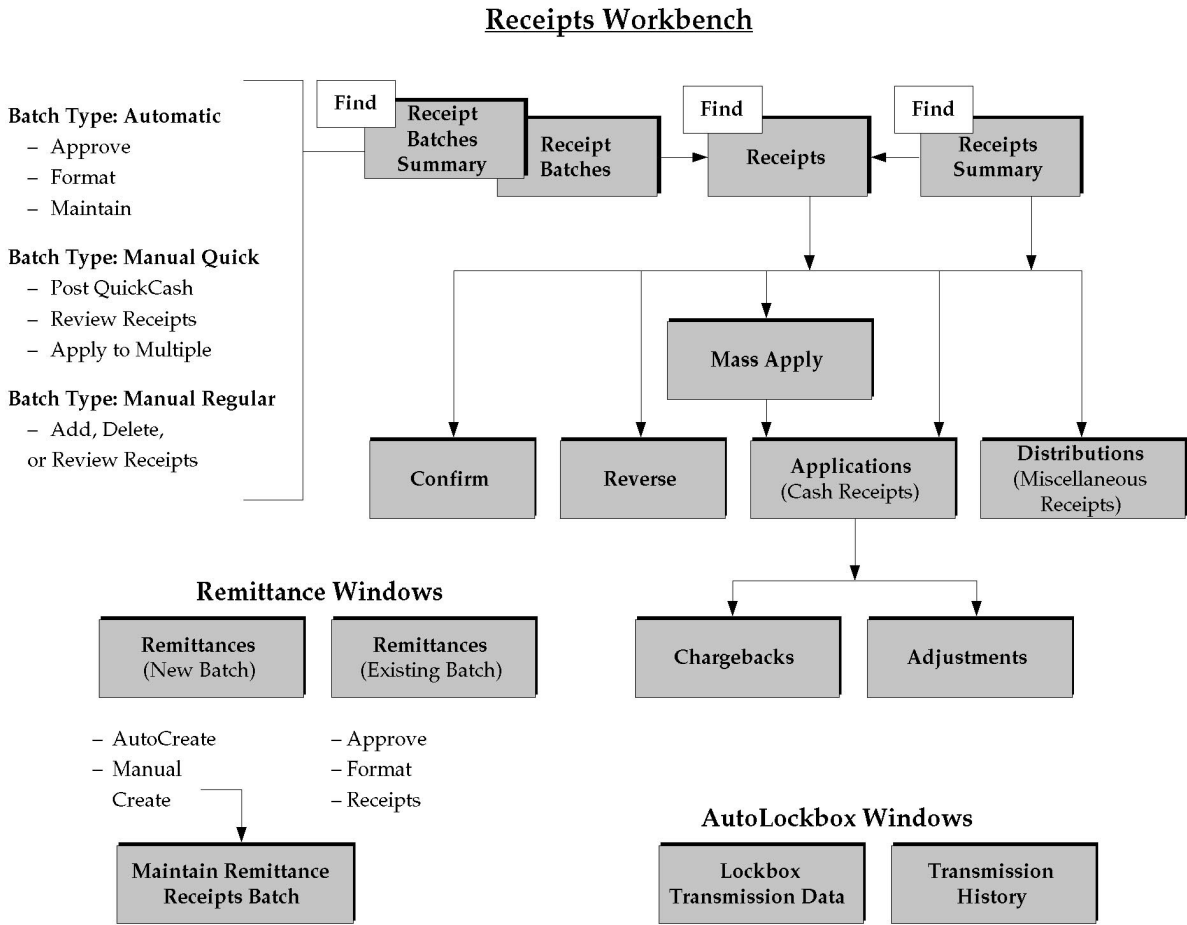 Receipts Workbench
Batch Type: Automatic
– Approve
– Format
– Maintain
Batch Type: Manual Quick
– Post QuickCash
– Review Receipts
– Apply to Multiple
Batch Type: Manual Regular
– Add, Delete,
or Review Receipts
Find
Receipt
Batches
Summary
Receipt
Batches
Find
Receipts
Find
Receipts
Summary
Mass Apply
Confirm
Reverse
Applications
(Cash Receipts)
Distributions
(Miscellaneous
Receipts)
Chargebacks
Adjustments
Remittance Windows
Remittances
(New Batch)
Remittances
(Existing Batch)
– AutoCreate
– Manual
Create
– Approve
– Format
– Receipts
Maintain Remittance
Receipts Batch
AutoLockbox Windows
Lockbox
Transmission Data
Transmission
History